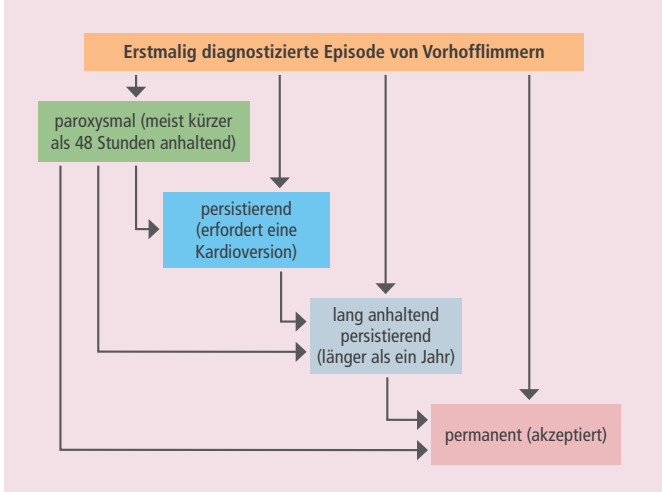 Erstmalig diagnostizierte Episode von Vorhofflimmern
paroxysmal (meist kürzer
als 48 Stunden anhaltend)
persistierend
(erfordert eine
Kardioversion)
lang anhaltend
persistierend
(länger als ein Jahr)
permanent (akzeptiert)